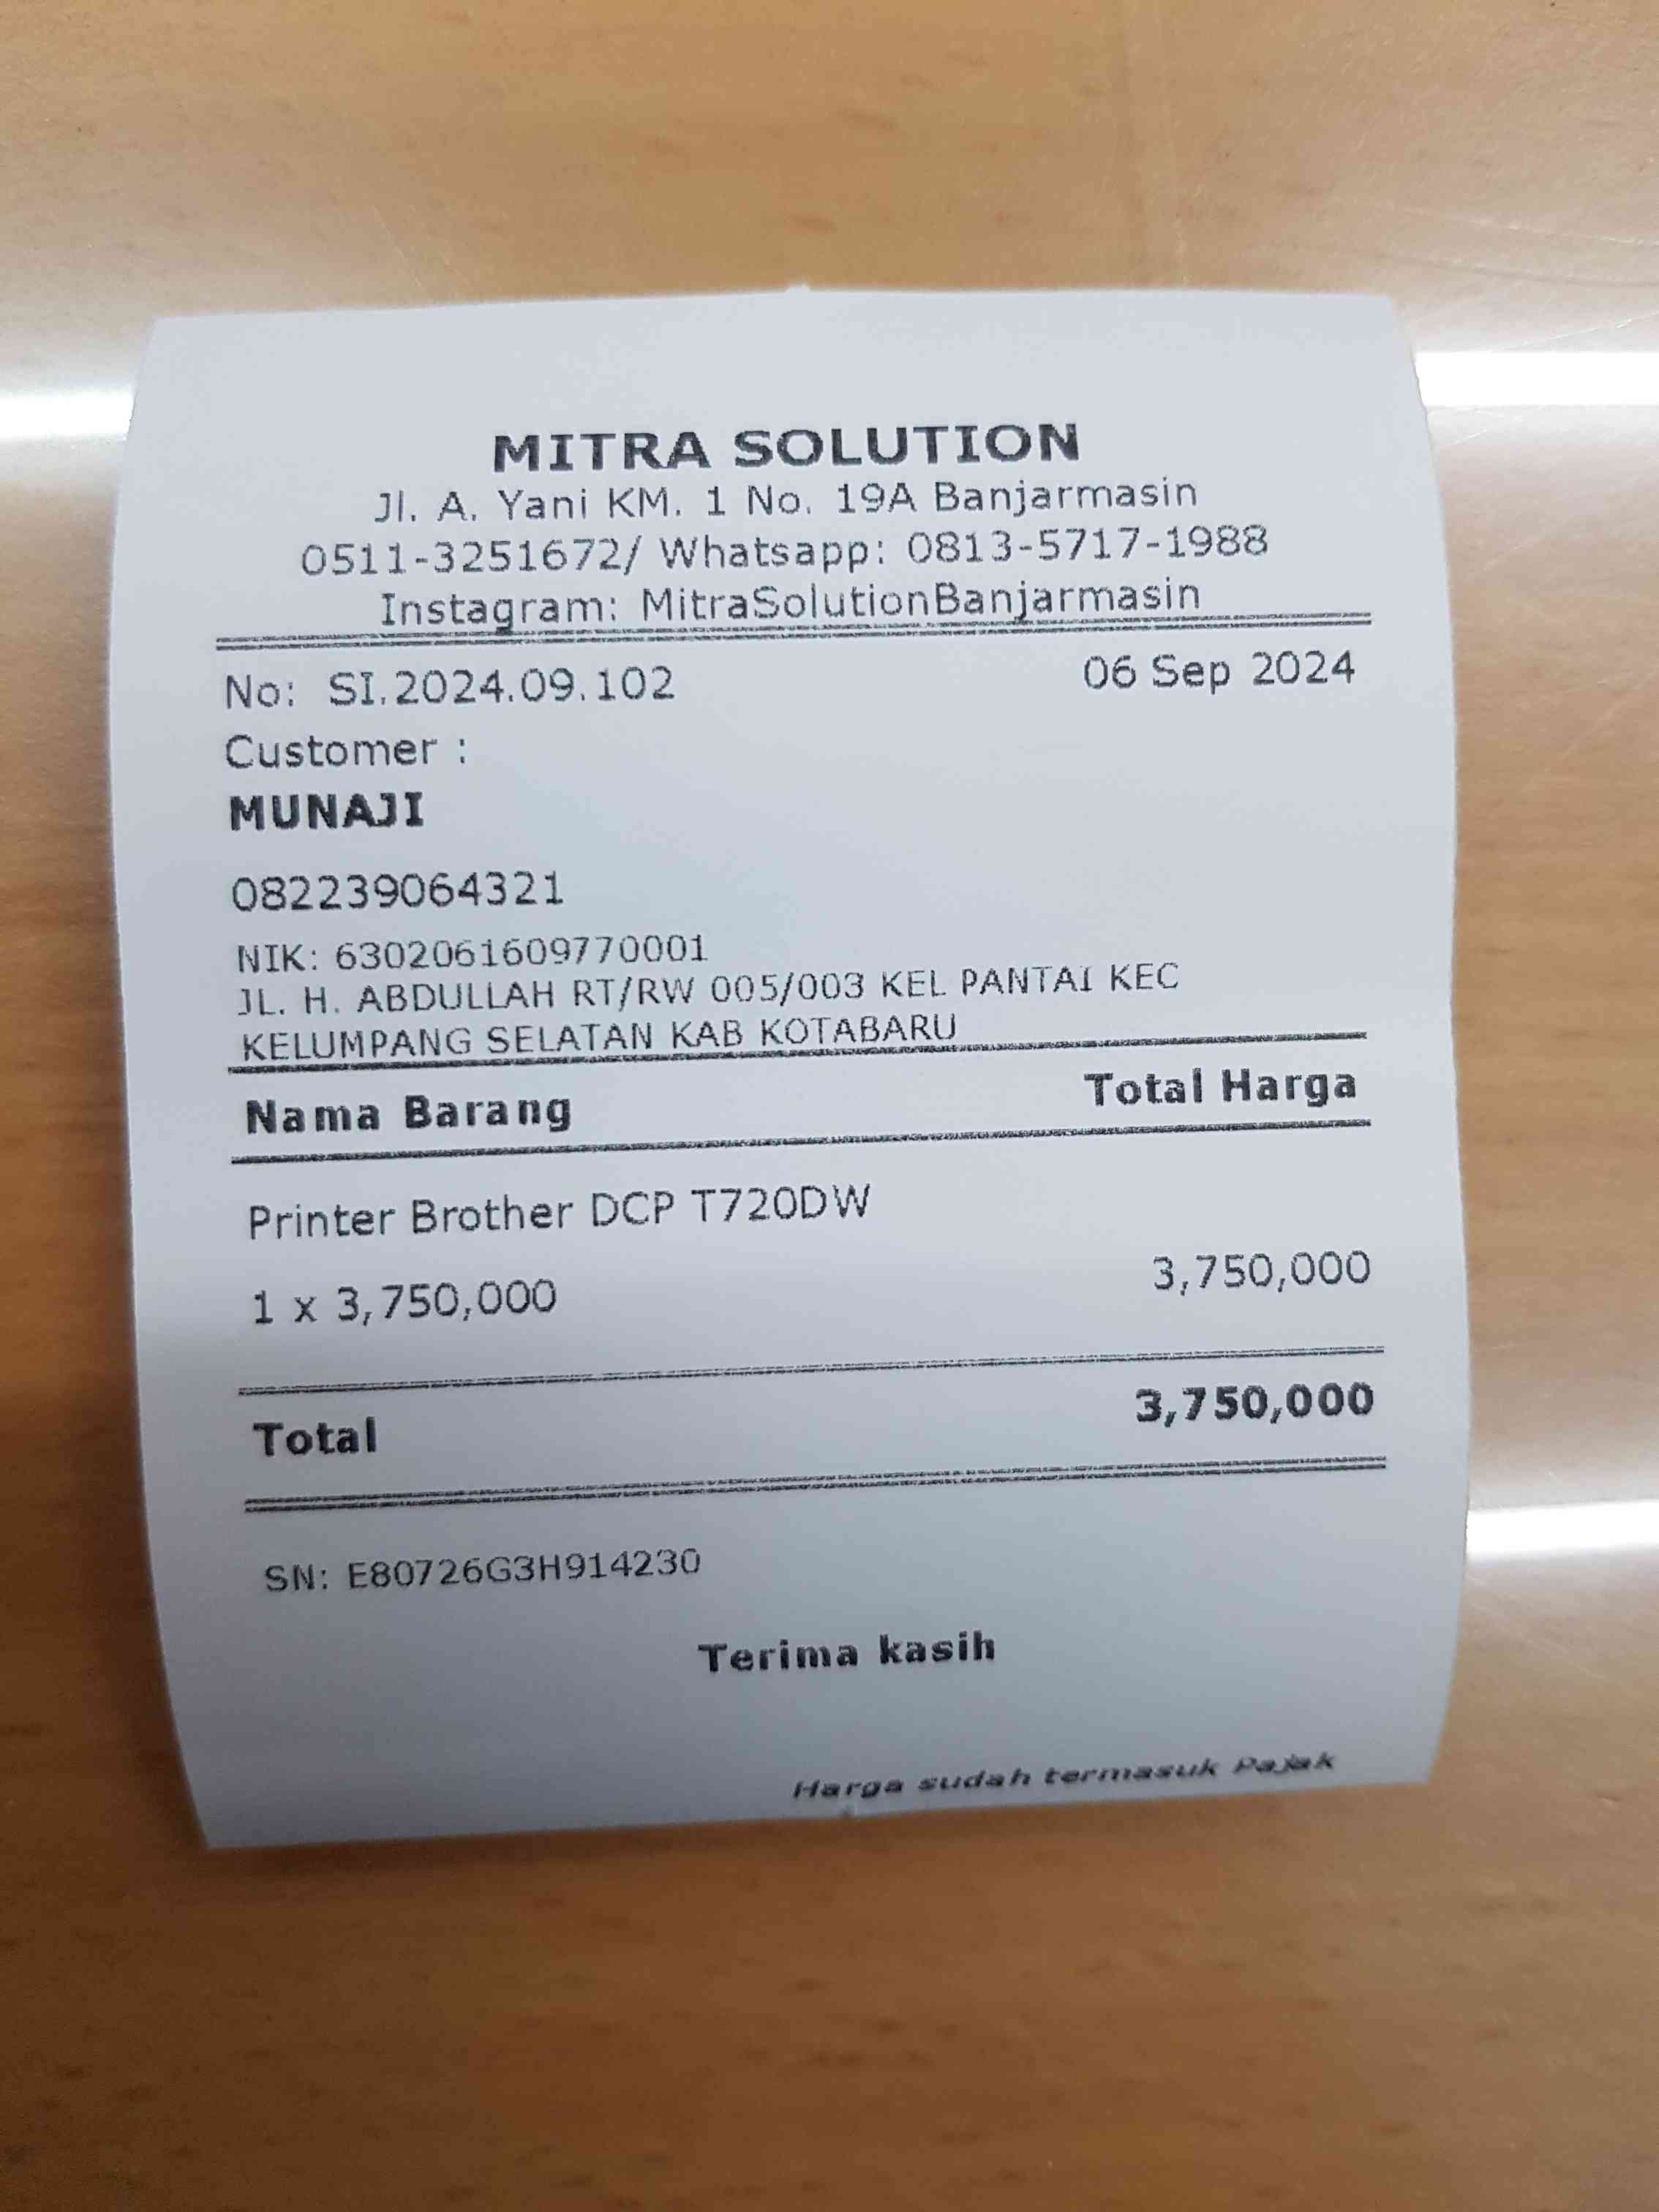 MITRA SOLUTION
Jl. A. Yani KM. 1 No. 19A Banjarmasin
0511-3251672/ Whatsapp: 0813-5717-1988
Instagram: MitraSolutionBanjarmasin
No: SI.2024.09.102 06 Sep 2024
Customer :
MUNAJI
082239064321
NIK: 6302061609770001
JL. H. ABDULLAH RT/RW 005/003 KEL PANTAI KEC
KELUMPANG SELATAN KAB KOTABARU
Nama Barang Total Harga
Printer Brother DCP T720DW
1 x 3,750,000 3,750,000
Total 3,750,000
SN: E80726G3H914230
Terima kasih
Harga sudah termasuk Pajak